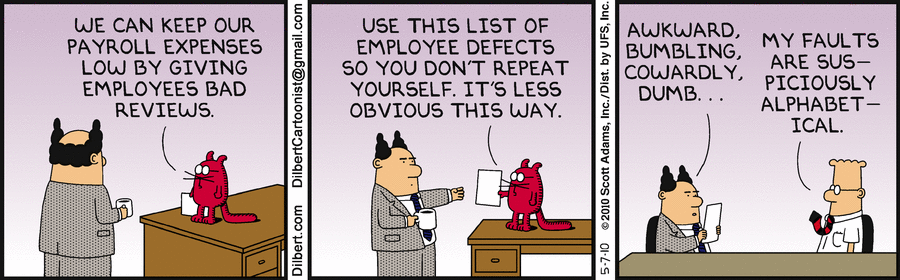 WE CAN KEEP OUR
PAYROLL EXPENSES
LOW BY GIVING
EMPLOYEES BAD
REVIEWS.
Dilbert.com DilbertCartoonist@gmail.com
USE THIS LIST OF
EMPLOYEE DEFECTS
SO YOU DON'T REPEAT
YOURSELF. IT'S LESS
OBVIOUS THIS WAY.
5-7-10 © 2010 Scott Adams, Inc./Dist. by UFS, Inc.
AWKWARD,
BUMBLING,
COWARDLY,
DUMB...
MY FAULTS
ARE SUS-
PICIOUSLY
ALPHABET-
ICAL.